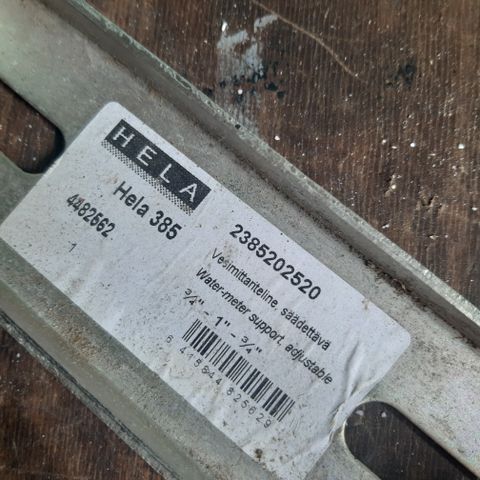 HELA
Hela 385
2385202520
4482562
1
Vesimittariteline, säädettävä
Water-meter support, adjustable
¾" - 1" - ¾"
6 415844 825629